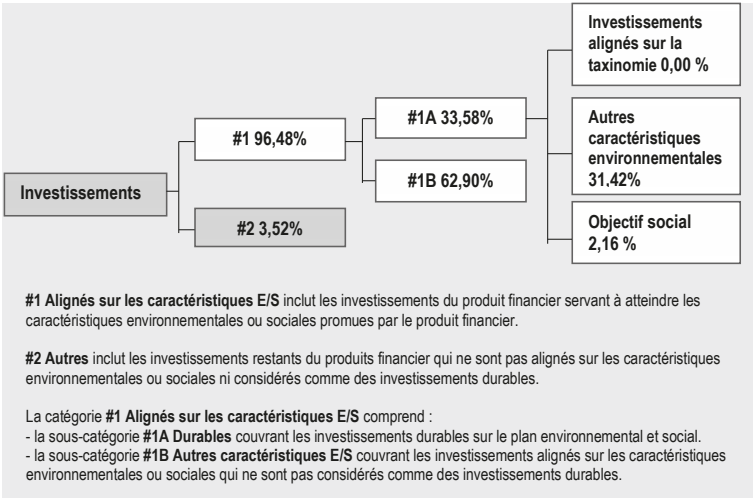 Investissements
#1 96,48%
#2 3,52%
#1A 33,58%
#1B 62,90%
Investissements
alignés sur la
taxinomie 0,00 %
Autres
caractéristiques
environnementales
31,42%
Objectif social
2,16 %
#1 Alignés sur les caractéristiques E/S inclut les investissements du produit financier servant à atteindre les
caractéristiques environnementales ou sociales promues par le produit financier.
#2 Autres inclut les investissements restants du produits financier qui ne sont pas alignés sur les caractéristiques
environnementales ou sociales ni considérés comme des investissements durables.
La catégorie #1 Alignés sur les caractéristiques E/S comprend :
- la sous-catégorie #1A Durables couvrant les investissements durables sur le plan environnemental et social.
- la sous-catégorie #1B Autres caractéristiques E/S couvrant les investissements alignés sur les caractéristiques
environnementales ou sociales qui ne sont pas considérés comme des investissements durables.